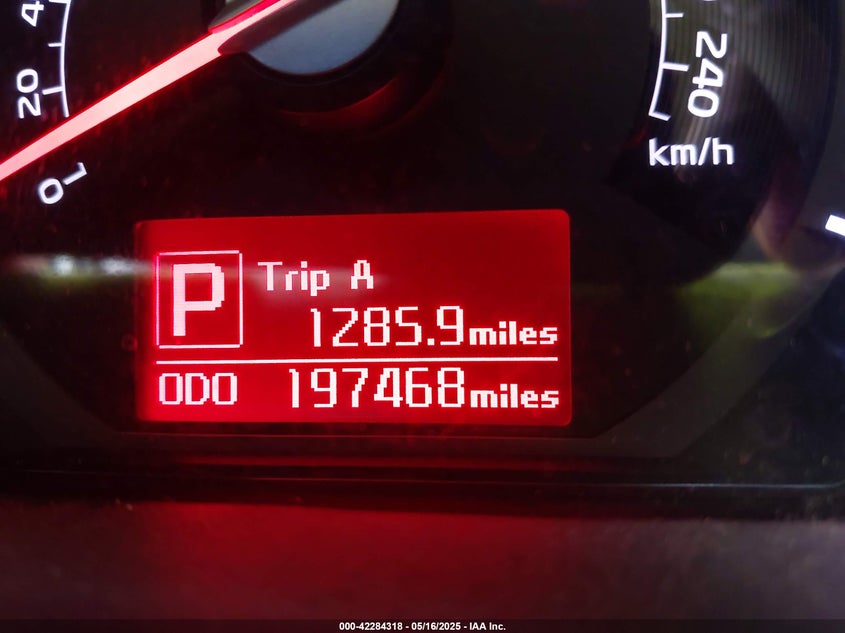 20
0
240
km/h
P
Trip A
1285.9miles
ODO 197468miles
000-42284318 - 05/16/2025 - IAA Inc.